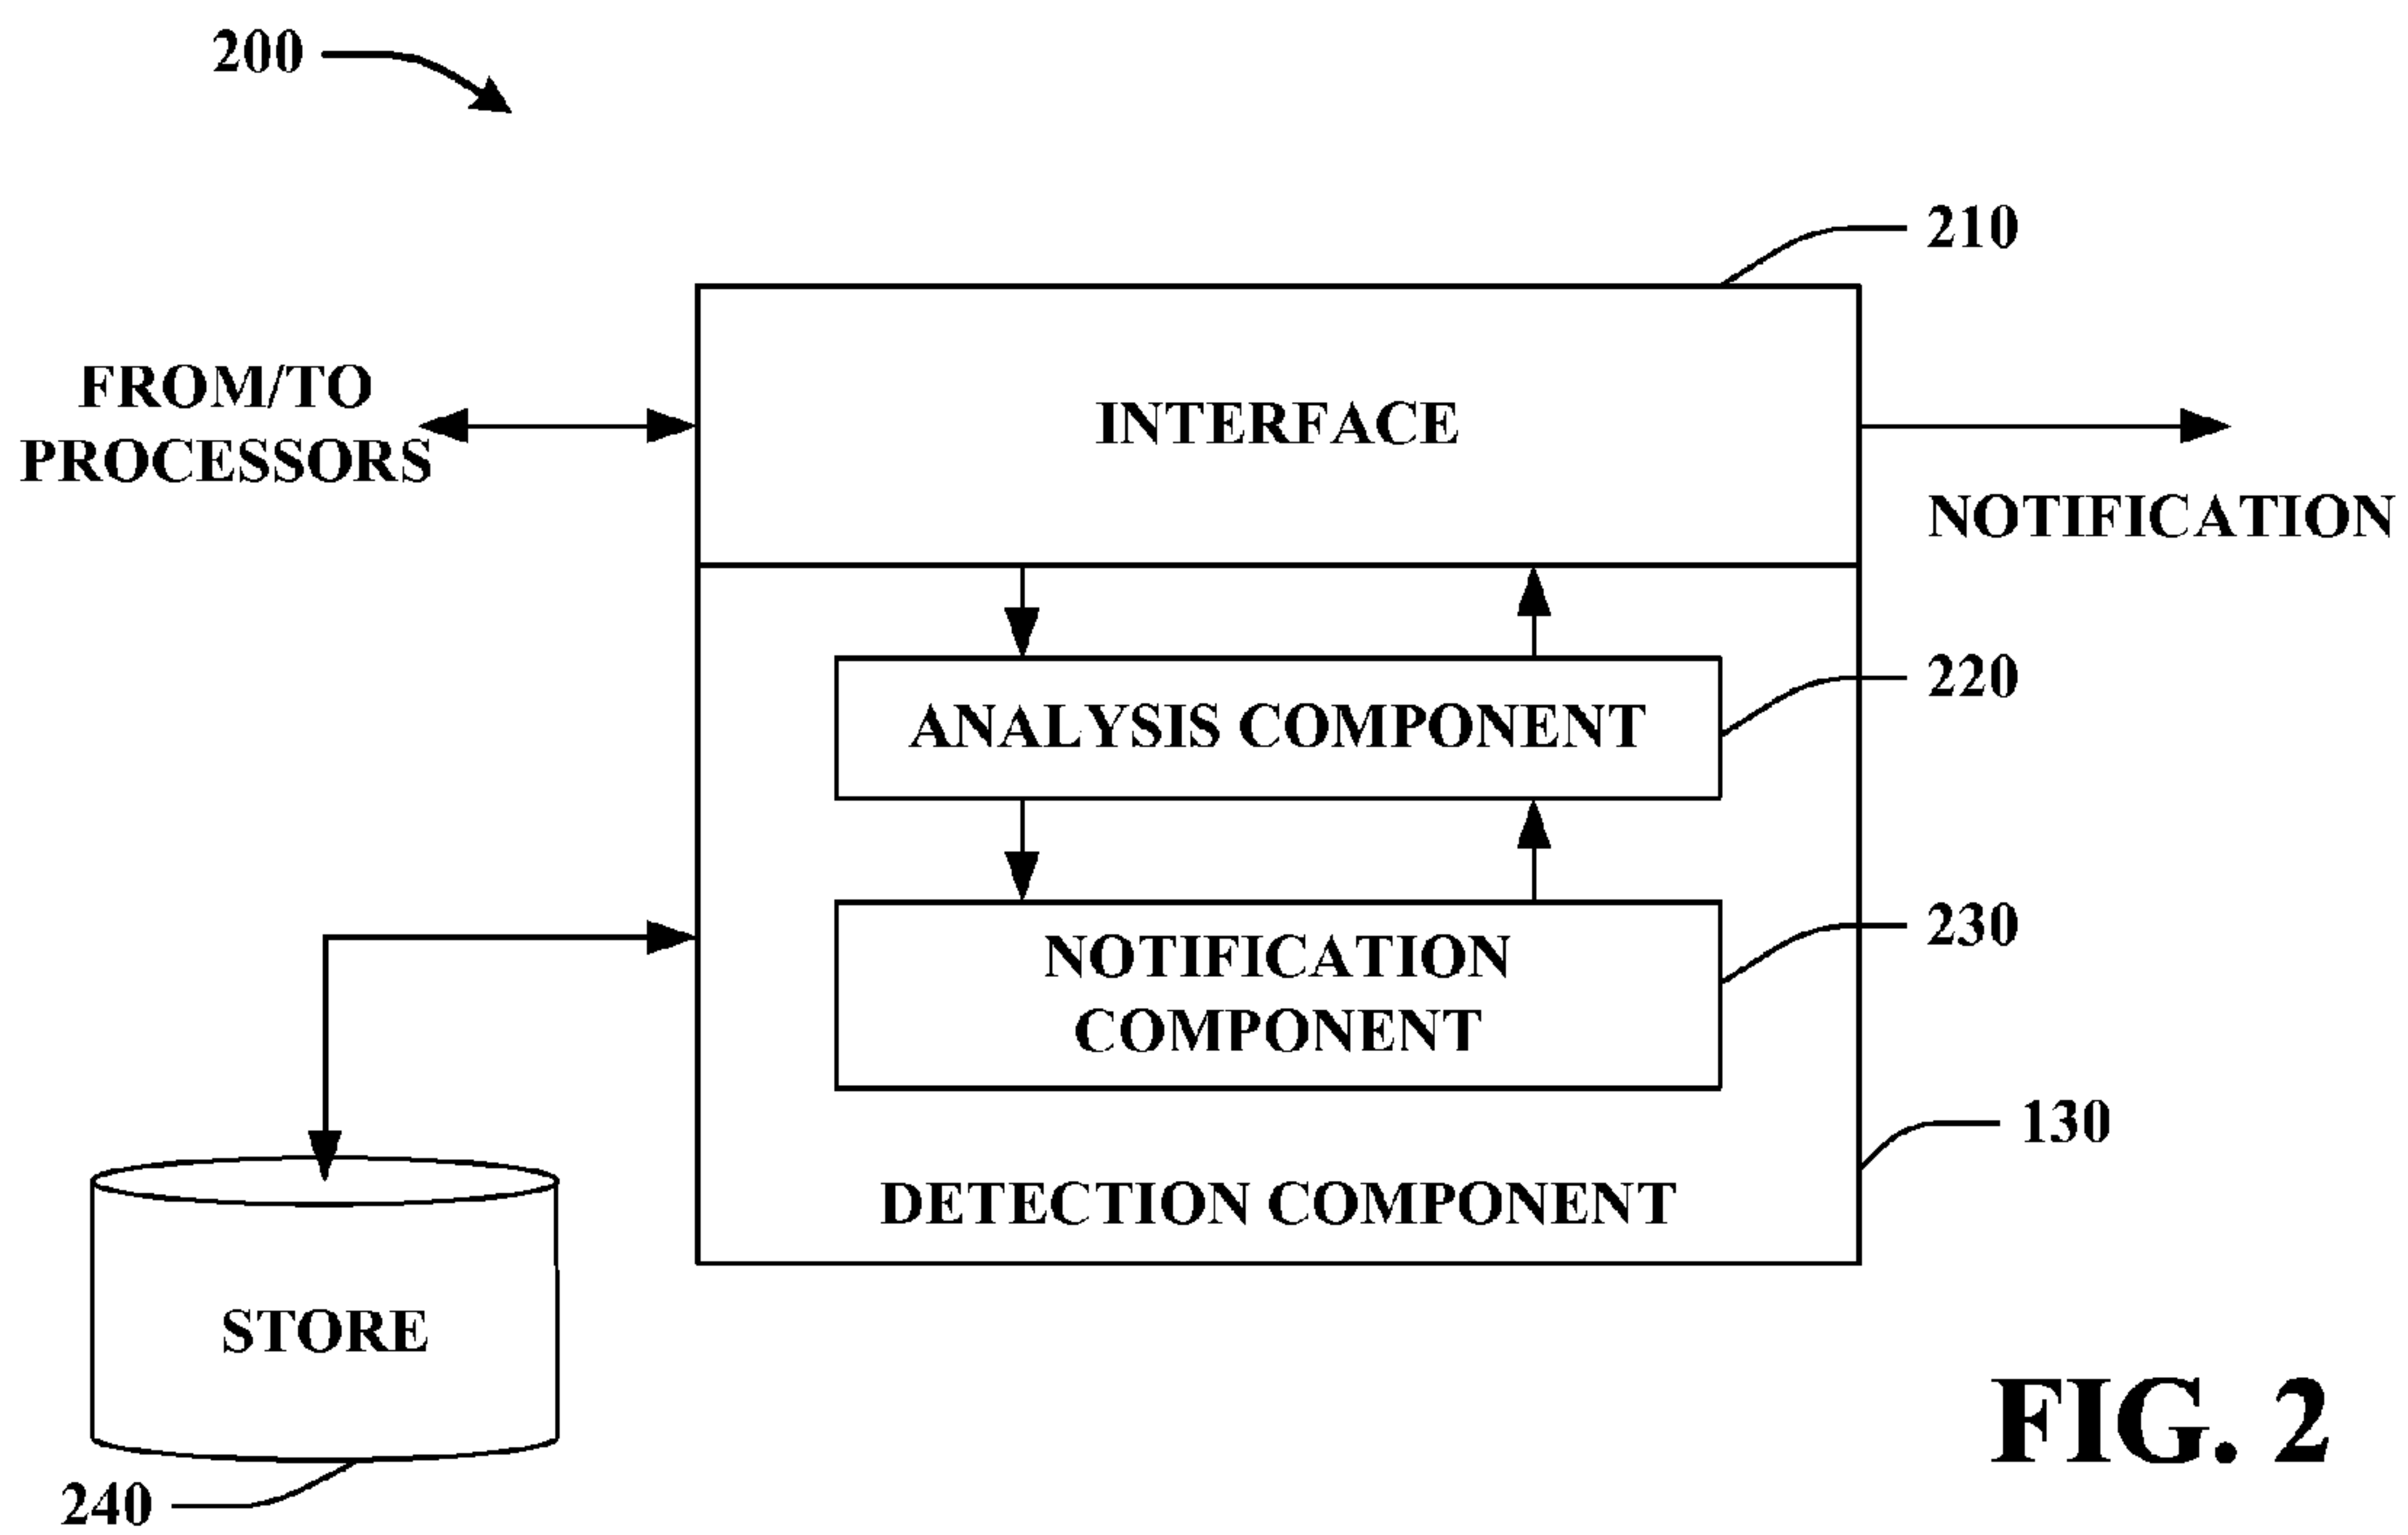 200
210
FROM/TO
PROCESSORS
INTERFACE
NOTIFICATION
ANALYSIS COMPONENT
220
NOTIFICATION
COMPONENT
230
130
DETECTION COMPONENT
STORE
240
FIG. 2